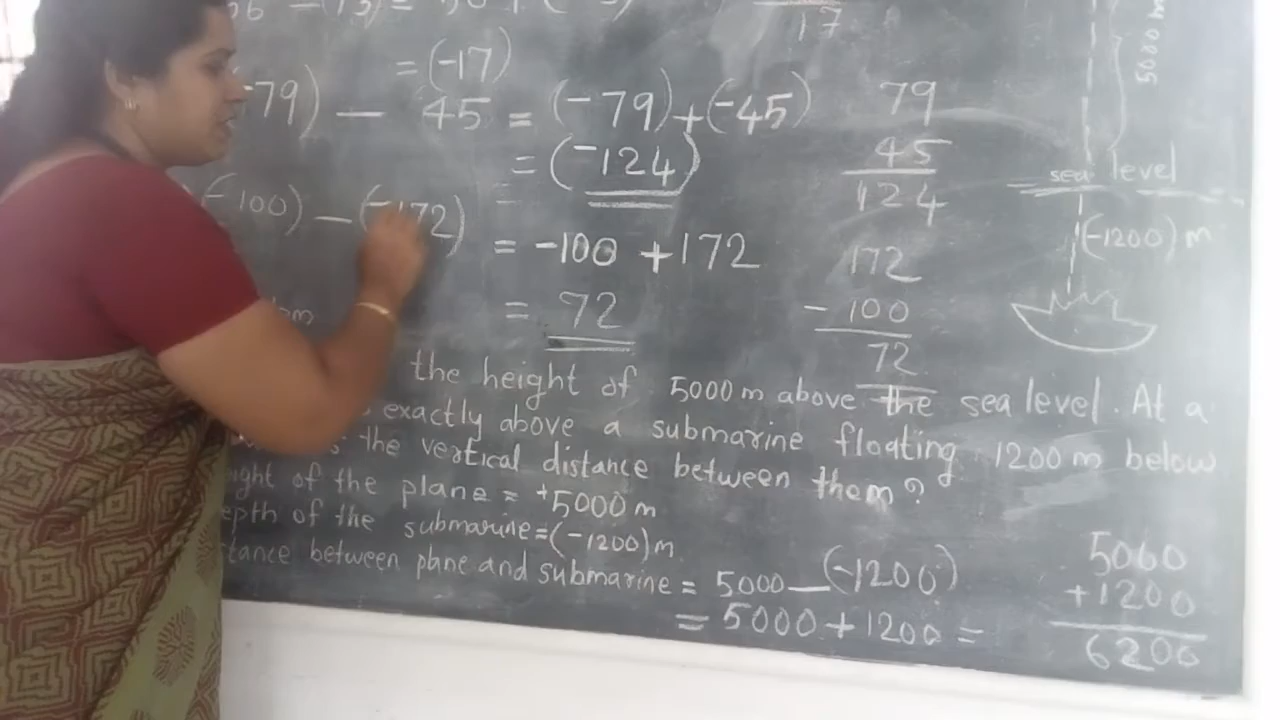 = (-17)
-79) - 45 = (-79)+(-45)
= (-124)
(-100) - (-172) = -100 + 172
= 72
17
79
45
124
172
- 100
72
5000 m
sea level
(-1200) m
the height of 5000 m above the sea level. At a
exactly above a submarine floating 1200 m below
the vertical distance between them?
ight of the plane = +5000 m
epth of the submarine = (-1200) m
stance between plane and submarine = 5000 - (-1200)
= 5000 + 1200 =
5000
+1200
6200